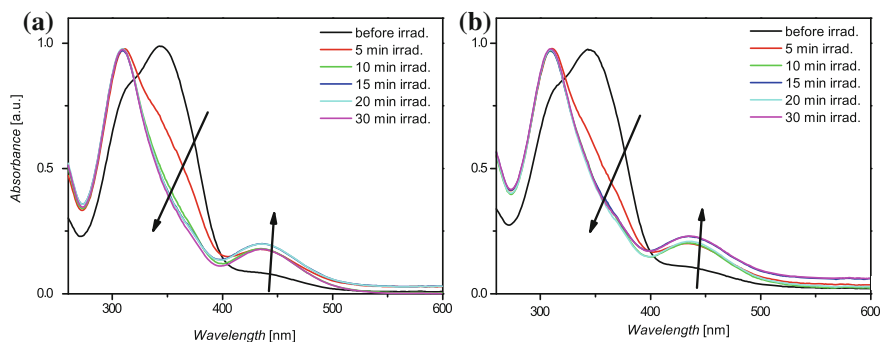 (a)
before irrad.
5 min irrad.
10 min irrad.
15 min irrad.
20 min irrad.
30 min irrad.
1.0
0.5
0.0
Absorbance [a.u.]
300
400
500
600
Wavelength [nm]
(b)
before irrad.
5 min irrad.
10 min irrad.
15 min irrad.
20 min irrad.
30 min irrad.
1.0
0.5
0.0
300
400
500
600
Wavelength [nm]